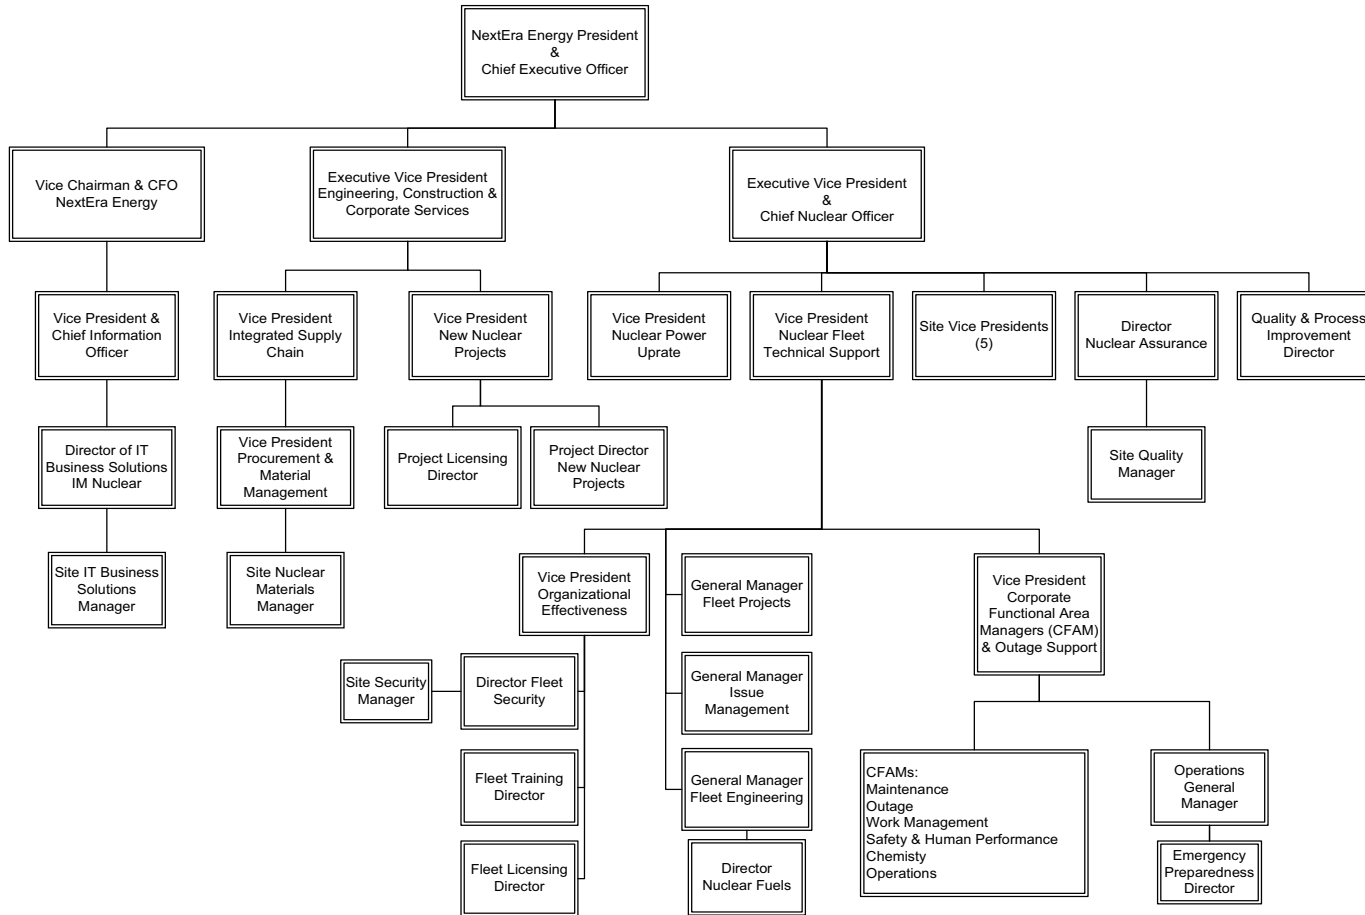 NextEra Energy President
&
Chief Executive Officer
Vice Chairman & CFO
NextEra Energy
Executive Vice President
Engineering, Construction &
Corporate Services
Executive Vice President
&
Chief Nuclear Officer
Vice President &
Chief Information
Officer
Vice President
Integrated Supply
Chain
Vice President
New Nuclear
Projects
Vice President
Nuclear Power
Uprate
Vice President
Nuclear Fleet
Technical Support
Site Vice Presidents
(5)
Director
Nuclear Assurance
Quality & Process
Improvement
Director
Director of IT
Business Solutions
IM Nuclear
Vice President
Procurement &
Material
Management
Project Licensing
Director
Project Director
New Nuclear
Projects
Site Quality
Manager
Site IT Business
Solutions
Manager
Site Nuclear
Materials
Manager
Vice President
Organizational
Effectiveness
General Manager
Fleet Projects
Vice President
Corporate
Functional Area
Managers (CFAM)
& Outage Support
Site Security
Manager
Director Fleet
Security
General Manager
Issue
Management
Fleet Training
Director
General Manager
Fleet Engineering
CFAMs:
Maintenance
Outage
Work Management
Safety & Human Performance
Chemisty
Operations
Operations
General
Manager
Fleet Licensing
Director
Director
Nuclear Fuels
Emergency
Preparedness
Director